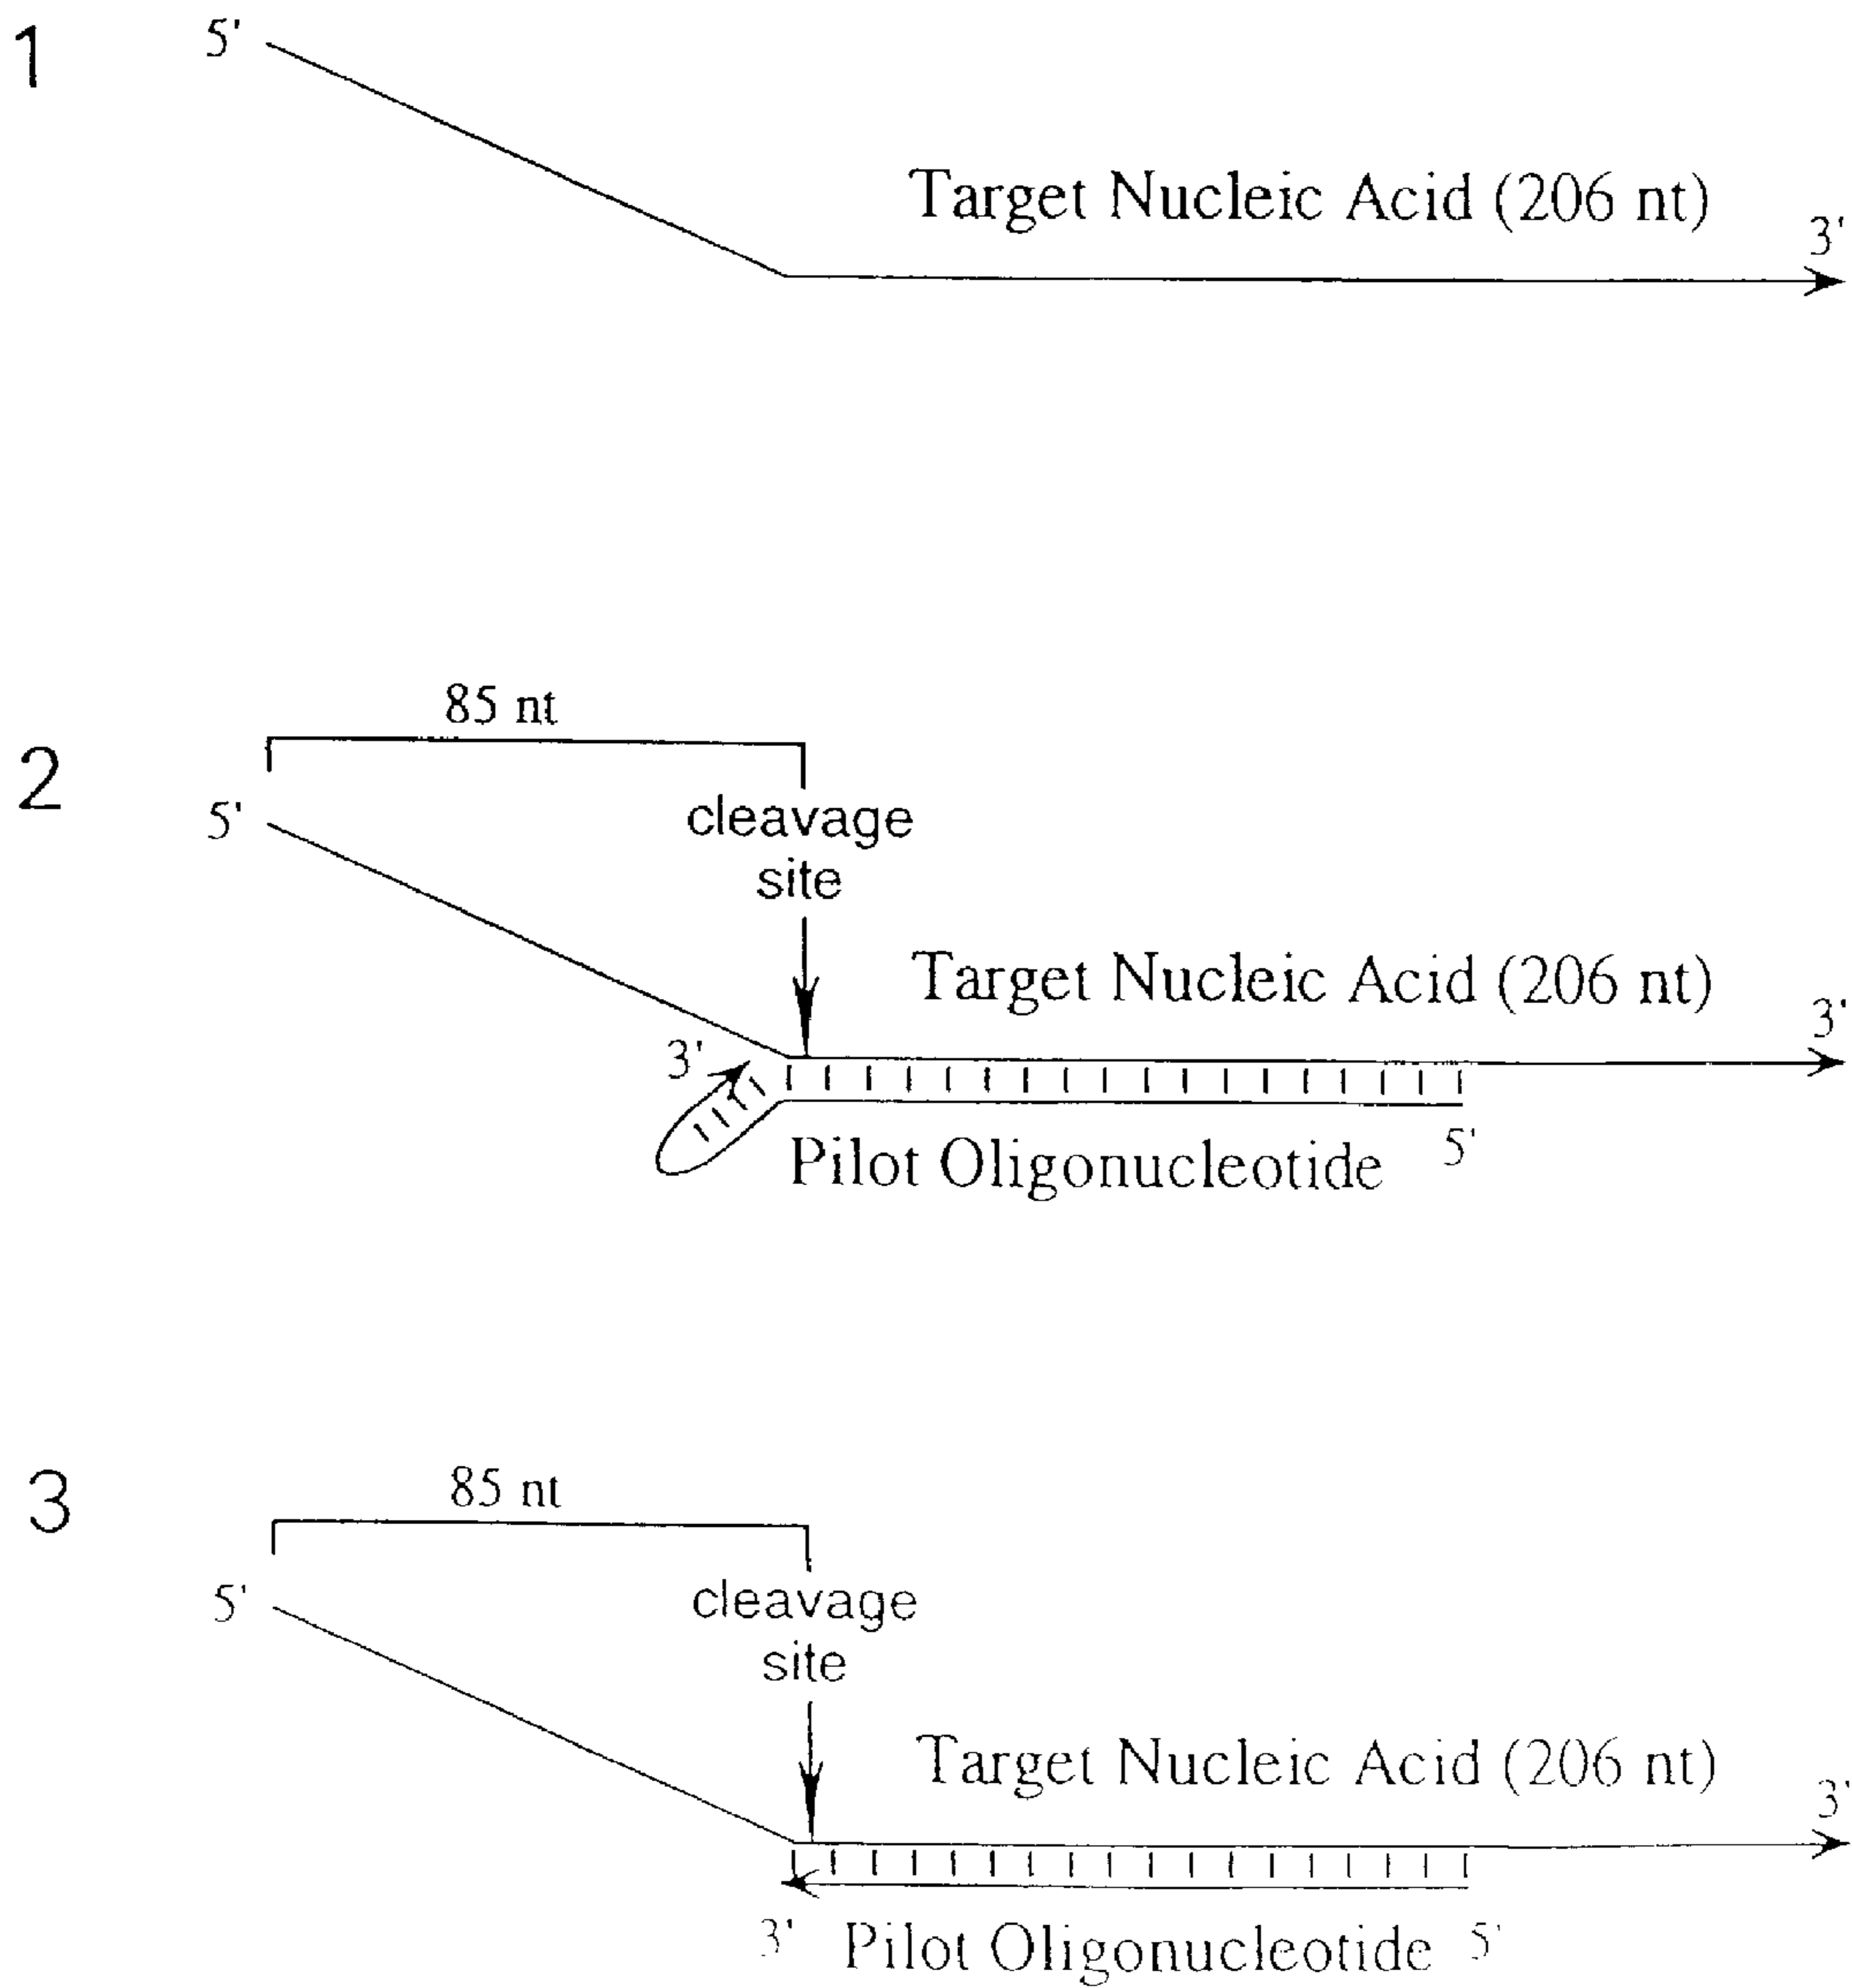 1
5'
Target Nucleic Acid (206 nt)
3'
2
85 nt
5'
cleavage
site
Target Nucleic Acid (206 nt)
3'
3'
Pilot Oligonucleotide
5'
3
85 nt
5'
cleavage
site
Target Nucleic Acid (206 nt)
3'
3'
Pilot Oligonucleotide
5'